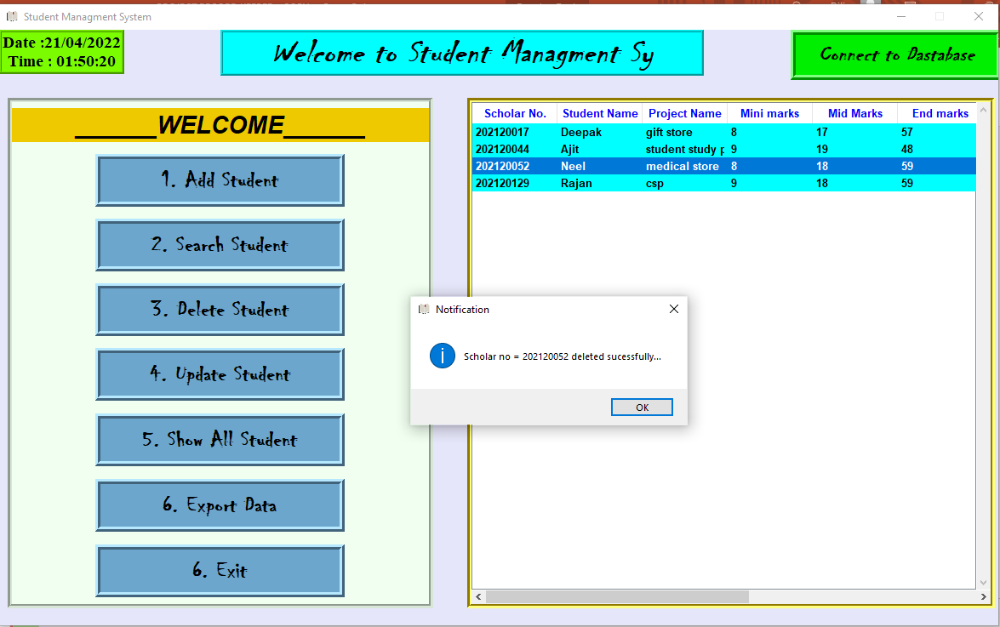 Student Managment System
Date :21/04/2022
Time : 01:50:20
Welcome to Student Managment Sy
Connect to Dastabase
______WELCOME______
1. Add Student
2. Search Student
3. Delete Student
4. Update Student
5. Show All Student
6. Export Data
6. Exit
Scholar No. Student Name Project Name Mini marks Mid Marks End marks
202120017 Deepak gift store 8 17 57
202120044 Ajit student study 9 19 48
202120052 Neel medical store 8 18 59
202120129 Rajan csp 9 18 59
Notification
Scholar no = 202120052 deleted sucessfully...
OK